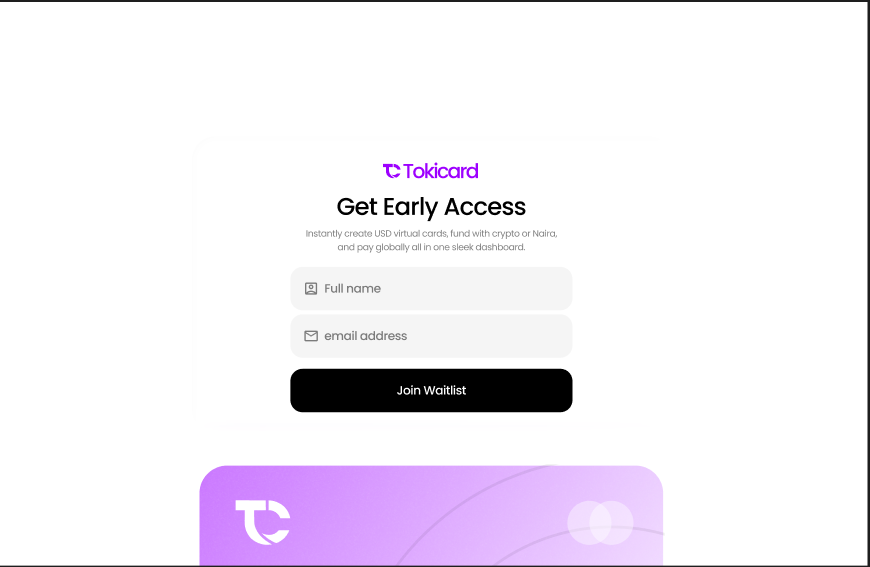 Tokicard
Get Early Access
Instantly create USD virtual cards, fund with crypto or Naira,
and pay globally all in one sleek dashboard.
Full name
email address
Join Waitlist
TC